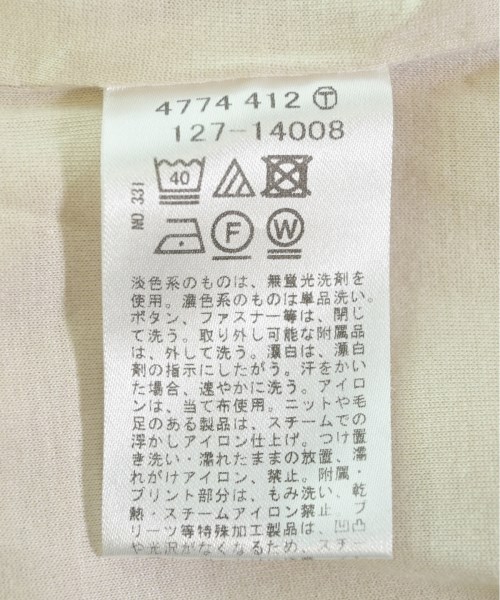 4774 412 Ⓣ
127-14008
NO 331
40
F W
淡色系のものは、無蛍光洗剤を
使用。濃色系のものは単品洗い。
ボタン、ファスナー等は、閉じ
て洗う。取り外し可能な附属品
は、外して洗う。漂白は、漂白
剤の指示にしたがう。汗をかい
た場合、速やかに洗う。アイロ
ンは、当て布使用。ニットや毛
足のある製品は、スチームでの
浮かしアイロン仕上げ。つけ置
き洗い・濡れたままの放置、濡
れがけアイロン、禁止。附属・
プリント部分は、もみ洗い、乾
熱・スチームアイロン禁止。プ
リーツ等特殊加工製品は、凹凸
や光沢がなくなるため、スチー